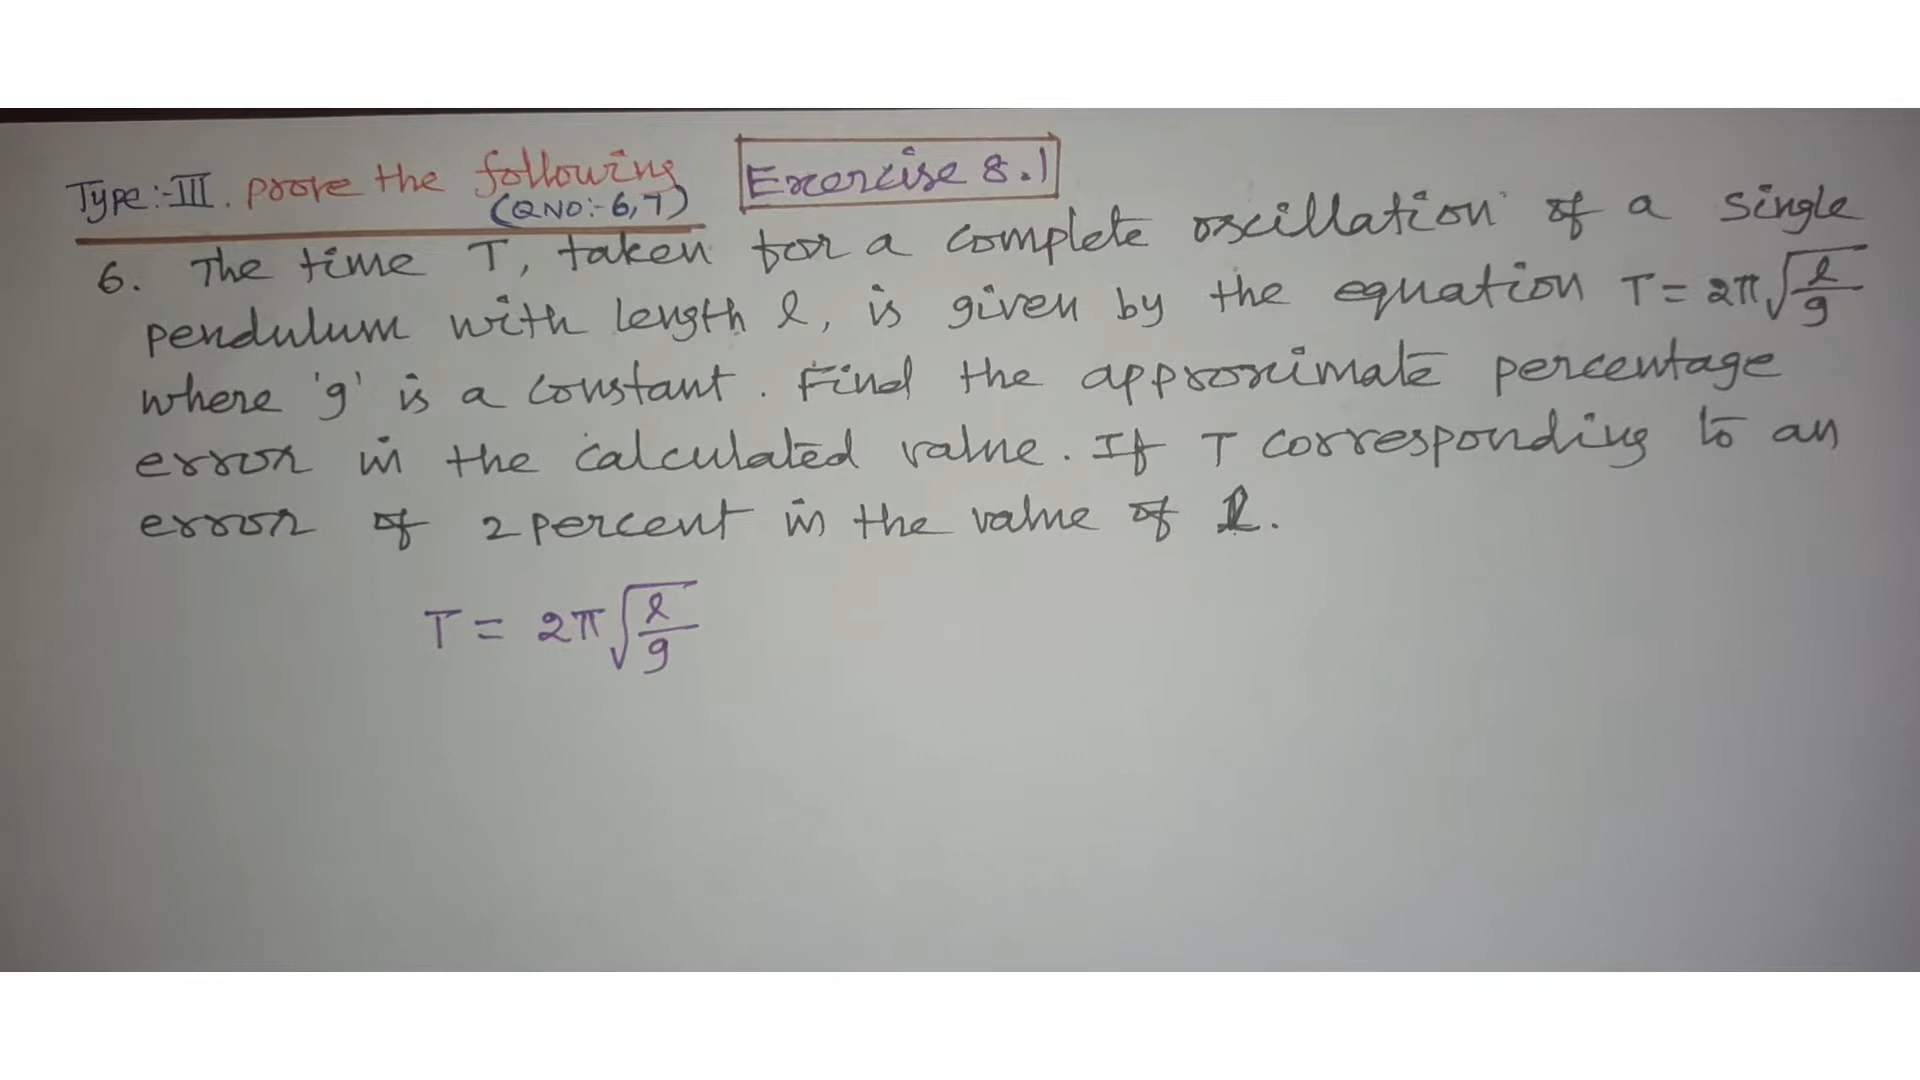 Type:-III. prove the following Exercise 8.1
(QNO:-6,7)
6. The time T, taken for a complete oscillation of a single
pendulum with length l, is given by the equation T = 2π√(l/g)
where 'g' is a constant. Find the approximate percentage
error in the calculated value. If T corresponding to an
error of 2 percent in the value of l.
T = 2π√(l/g)